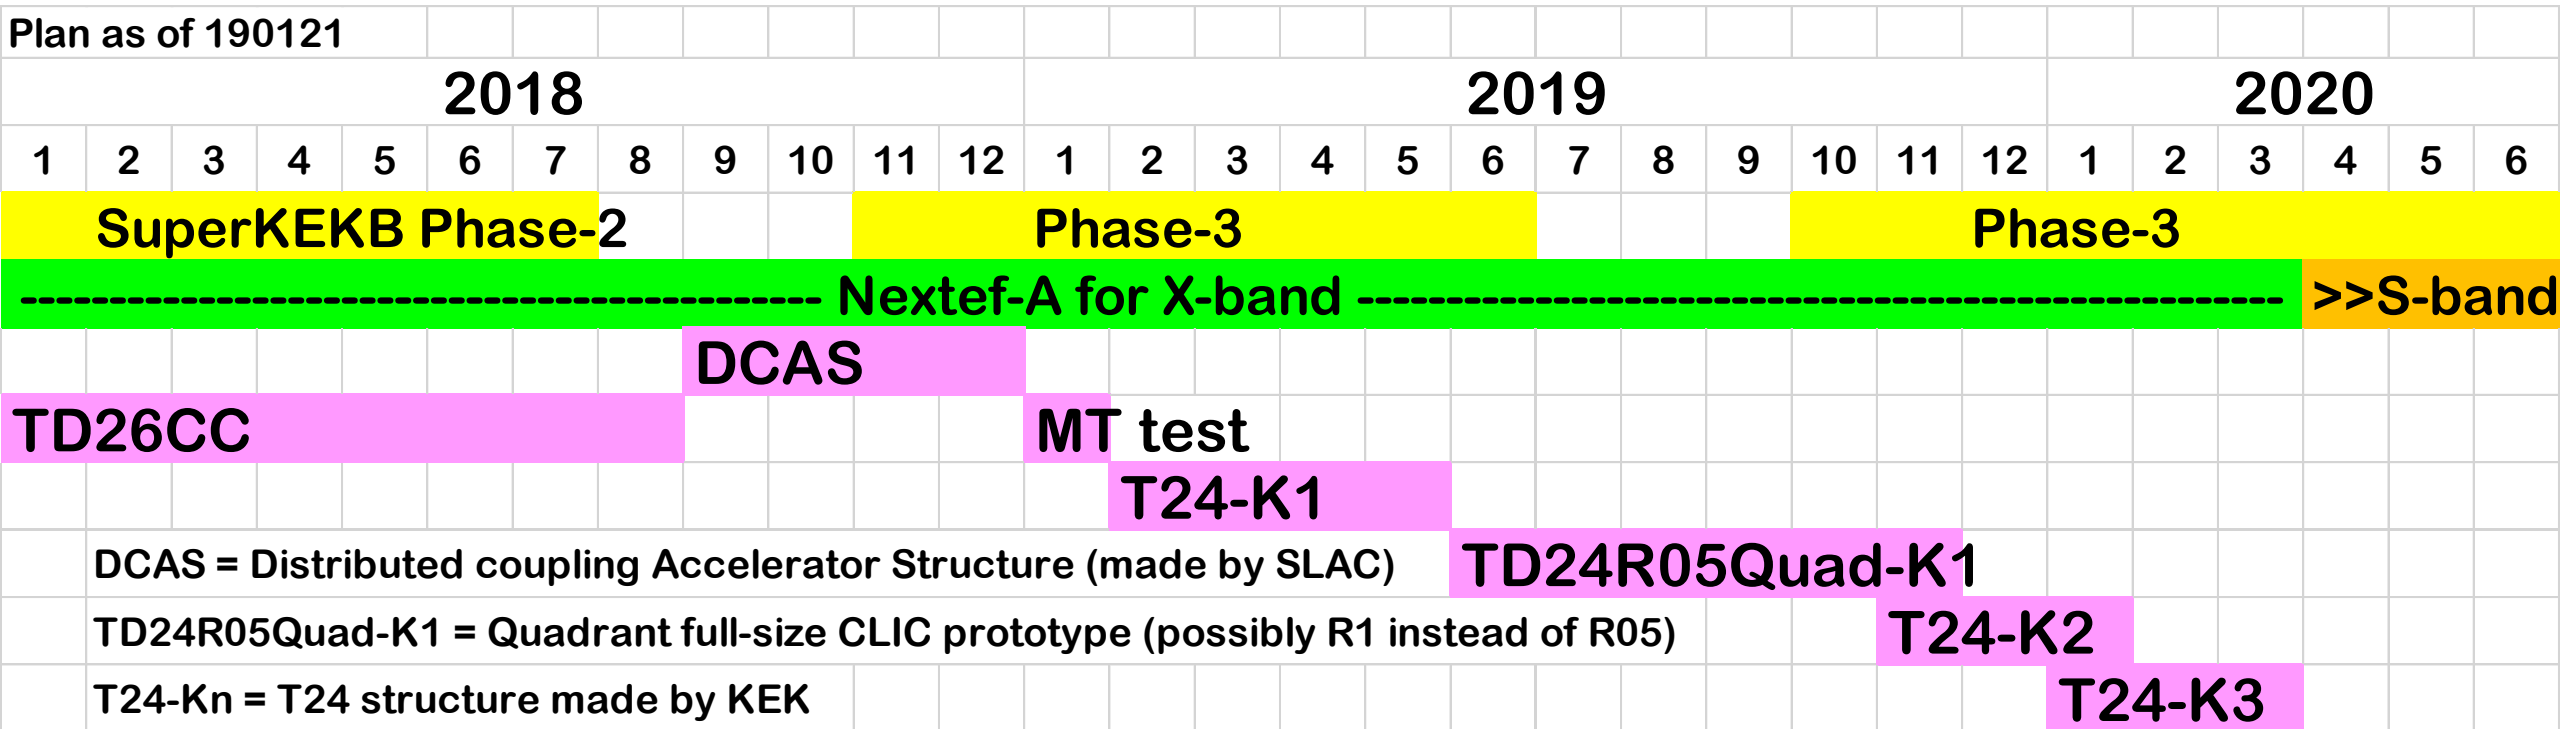 Plan as of 190121
2018 2019 2020
1 2 3 4 5 6 7 8 9 10 11 12 1 2 3 4 5 6 7 8 9 10 11 12 1 2 3 4 5 6
SuperKEKB Phase-2 Phase-3 Phase-3
---------------------------------------------- Nextef-A for X-band ---------------------------------------------------- >>S-band
DCAS
TD26CC MT test
T24-K1
DCAS = Distributed coupling Accelerator Structure (made by SLAC) TD24R05Quad-K1
TD24R05Quad-K1 = Quadrant full-size CLIC prototype (possibly R1 instead of R05) T24-K2
T24-Kn = T24 structure made by KEK T24-K3